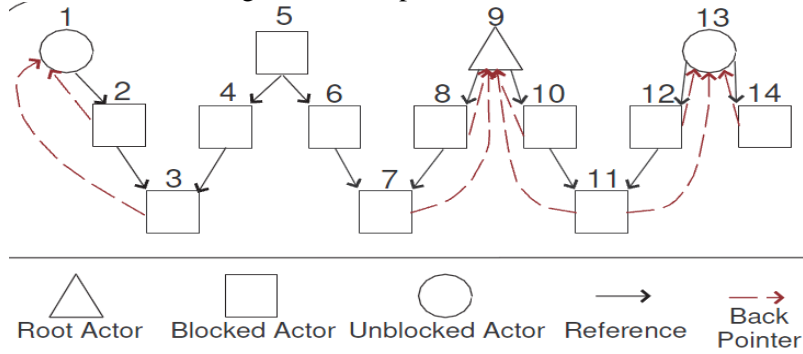 1 5 9 13
2 4 6 8 10 12 14
3 7 11
Root Actor Blocked Actor Unblocked Actor Reference Back Pointer